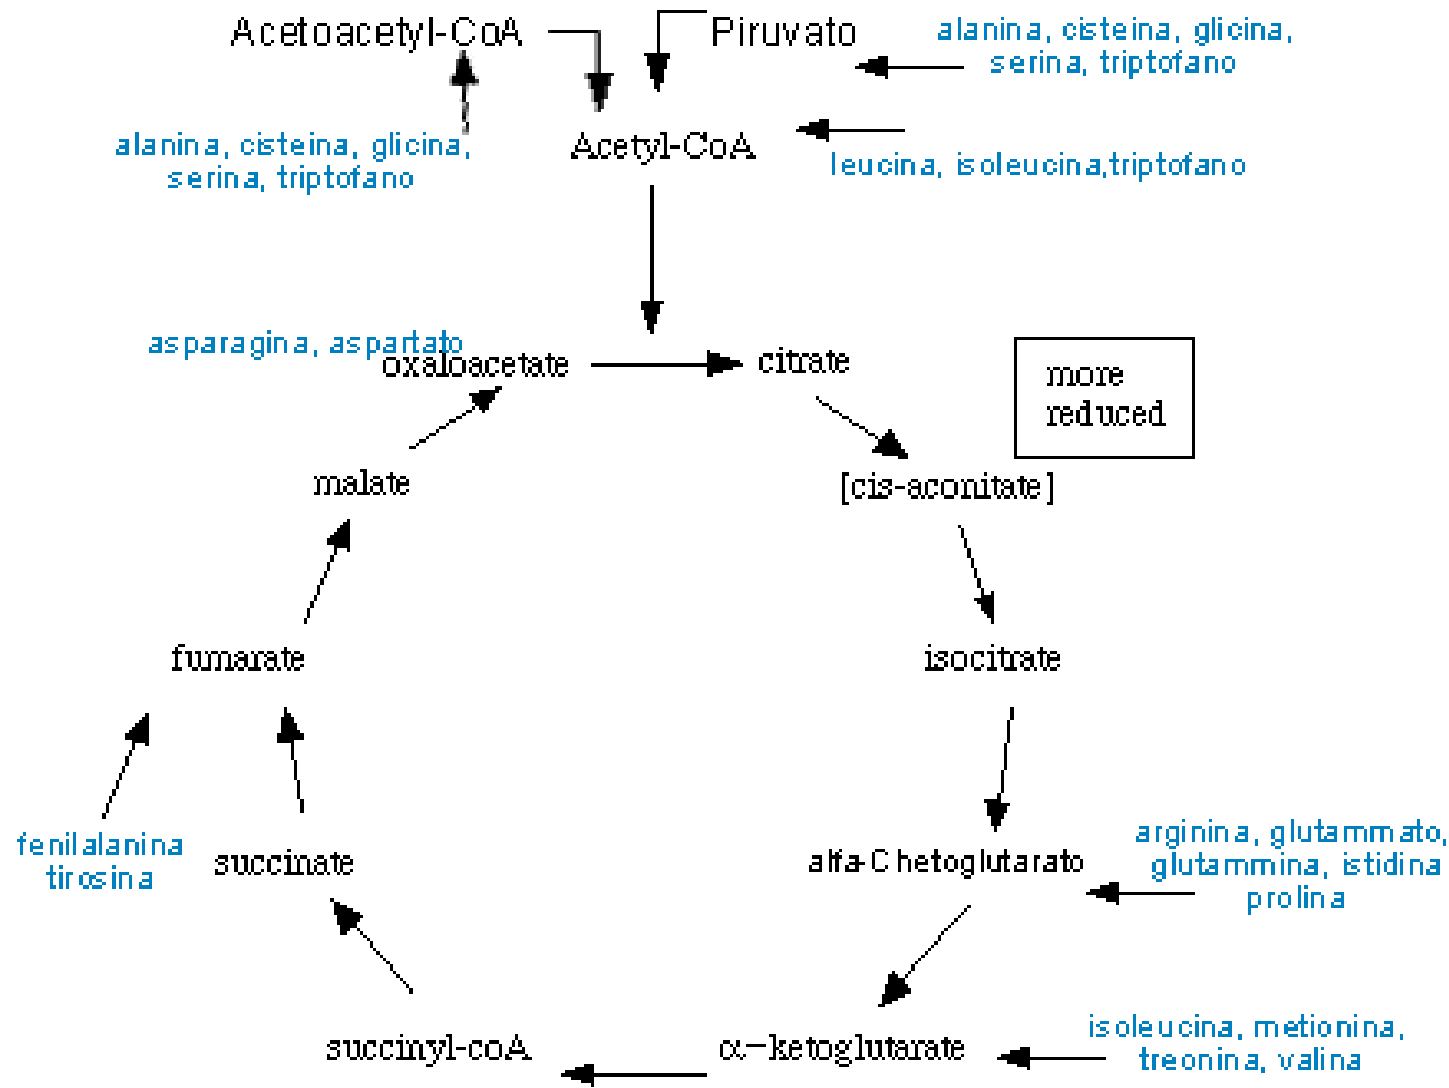 Acetoacetyl-CoA
Piruvato
alanina, cisteina, glicina,
serina, triptofano
alanina, cisteina, glicina,
serina, triptofano
Acetyl-CoA
leucina, isoleucina,triptofano
asparagina, aspartato
oxaloacetate
citrate
more
reduced
malate
[cis-aconitate]
fumarate
isocitrate
fenilalanina
tirosina
succinate
alfa-Chetoglutarato
arginina, glutammato,
glutammina, istidina
prolina
succinyl-coA
α-ketoglutarate
isoleucina, metionina,
treonina, valina